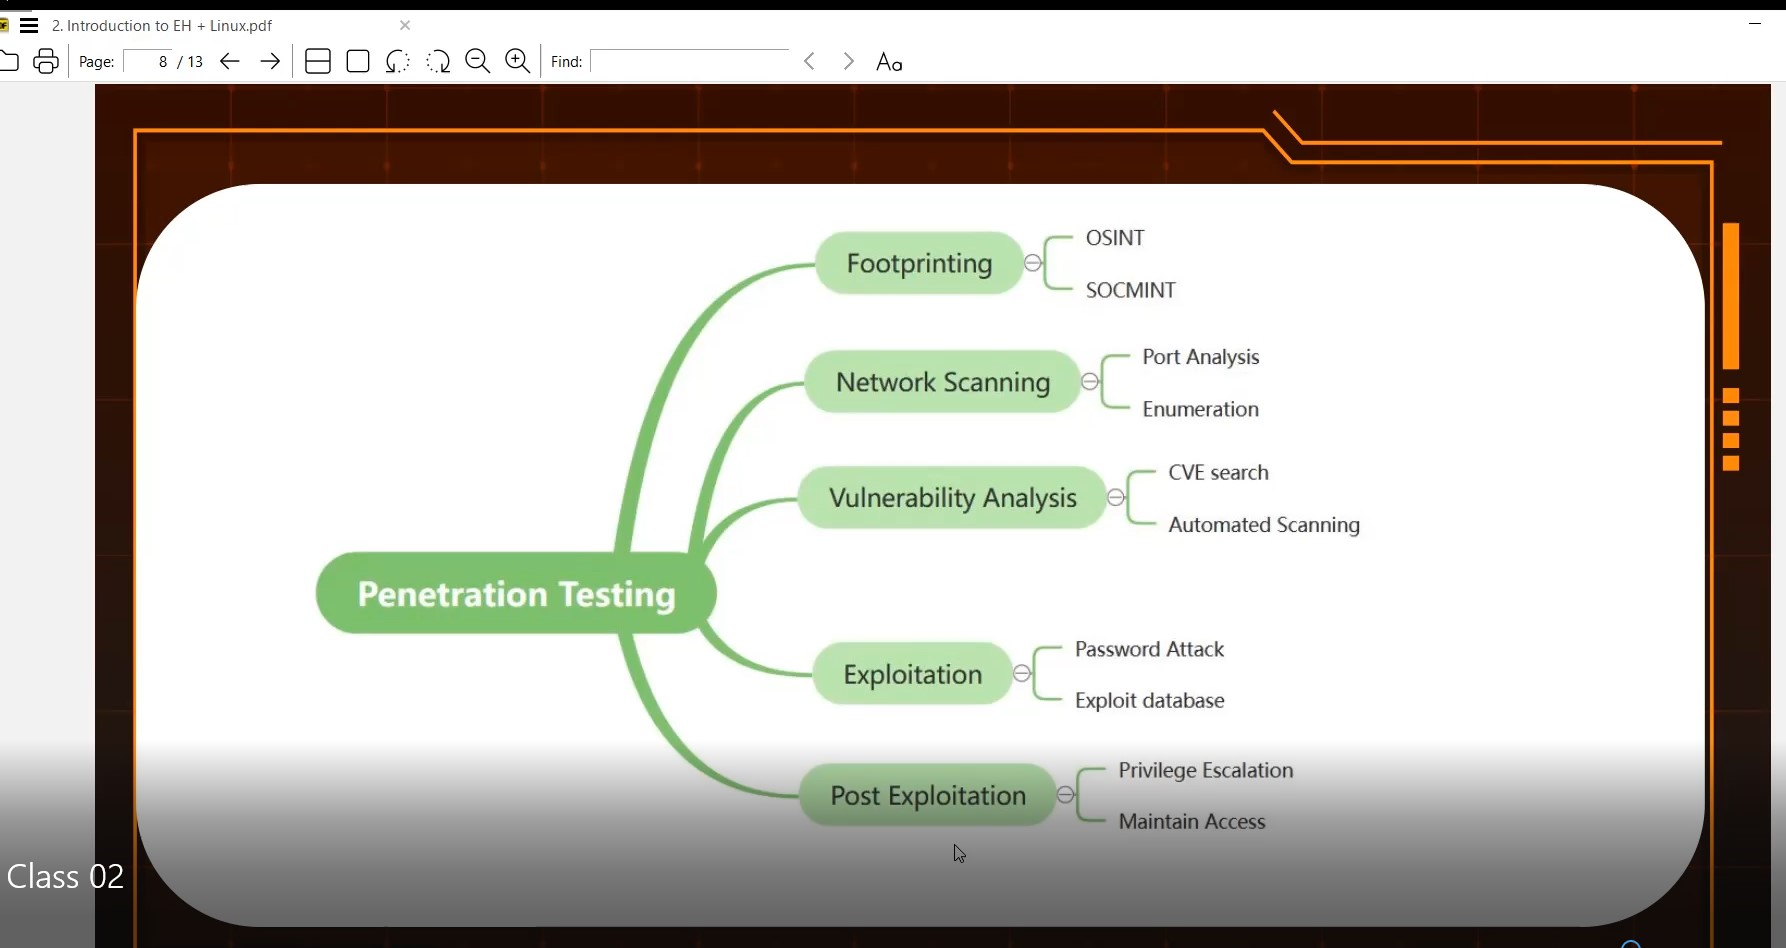 2. Introduction to EH + Linux.pdf
Page: 8 / 13 Find: Aa
Footprinting
OSINT
SOCMINT
Network Scanning
Port Analysis
Enumeration
Vulnerability Analysis
CVE search
Automated Scanning
Penetration Testing
Exploitation
Password Attack
Exploit database
Post Exploitation
Privilege Escalation
Maintain Access
Class 02